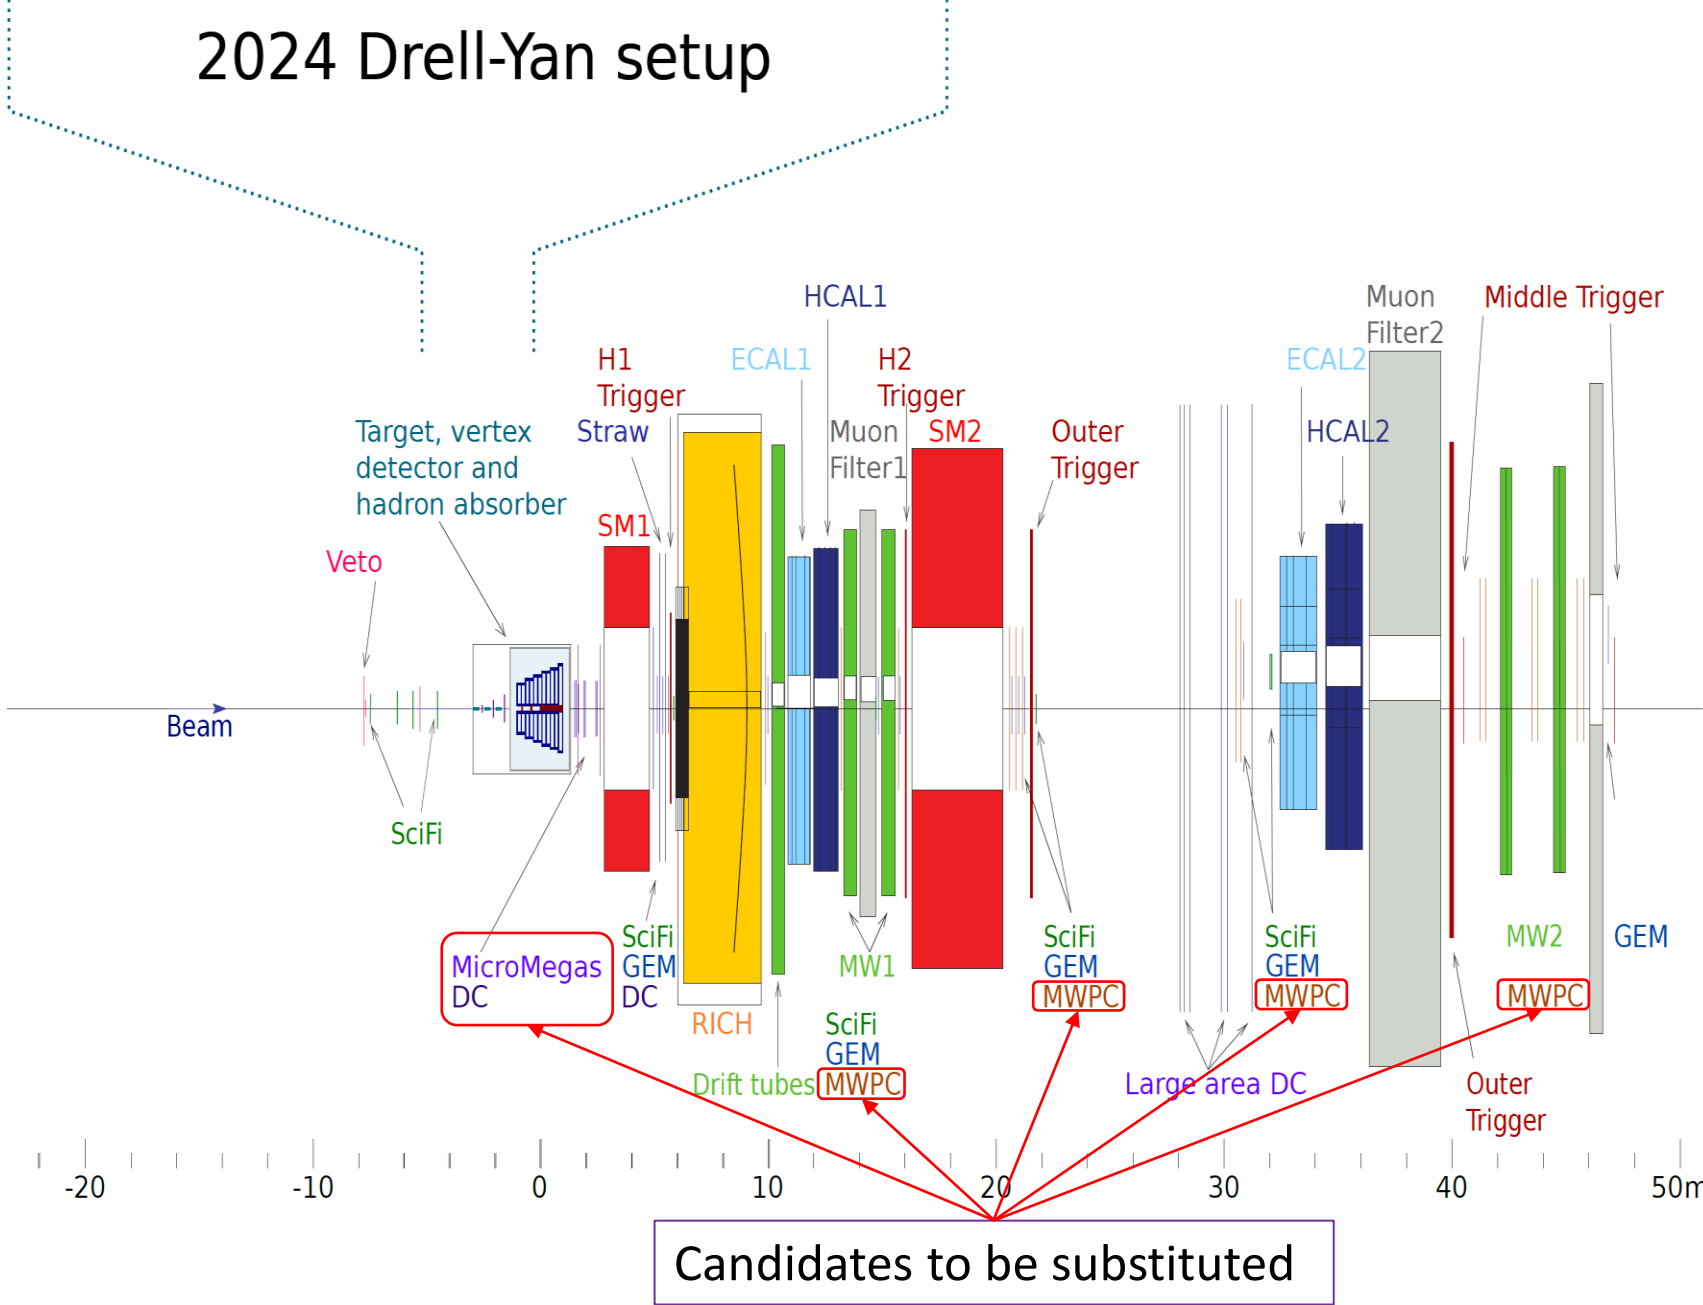 2024 Drell-Yan setup
HCAL1
Muon
Filter2
Middle Trigger
H1
Trigger
ECAL1
H2
Trigger
ECAL2
Target, vertex
detector and
hadron absorber
Straw
Muon
Filter1
SM2
Outer
Trigger
HCAL2
SM1
Veto
Beam
SciFi
MicroMegas
DC
SciFi
GEM
DC
MW1
SciFi
GEM
MWPC
SciFi
GEM
MWPC
MW2
MWPC
GEM
RICH
SciFi
GEM
MWPC
Drift tubes
Large area DC
Outer
Trigger
-20 -10 0 10 20 30 40 50m
Candidates to be substituted